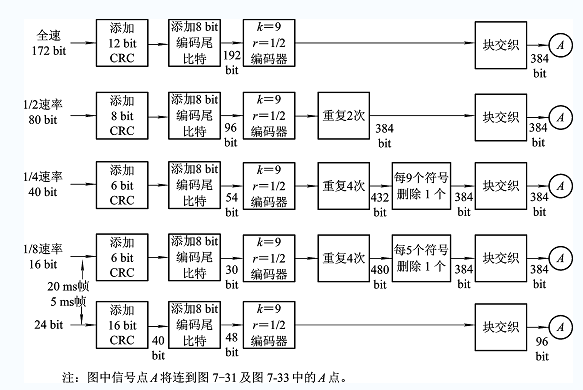 全速
172 bit
添加
12 bit
CRC
添加8 bit
编码尾
比特
192
bit
k=9
r=1/2
编码器
块交织
384
bit
A
1/2速率
80 bit
添加
8 bit
CRC
添加8 bit
编码尾
比特
96
bit
k=9
r=1/2
编码器
重复2次
384
bit
块交织
384
bit
A
1/4速率
40 bit
添加
6 bit
CRC
添加8 bit
编码尾
比特
54
bit
k=9
r=1/2
编码器
重复4次
432
bit
每9个符号
删除1个
384
bit
块交织
384
bit
A
1/8速率
16 bit
添加
6 bit
CRC
添加8 bit
编码尾
比特
30
bit
k=9
r=1/2
编码器
重复4次
480
bit
每5个符号
删除1个
384
bit
块交织
384
bit
A
20 ms帧
5 ms帧
24 bit
添加
16 bit
CRC
40
bit
添加8 bit
编码尾
比特
48
bit
k=9
r=1/2
编码器
块交织
96
bit
A
注：图中信号点A将连到图7-31及图7-33中的A点。